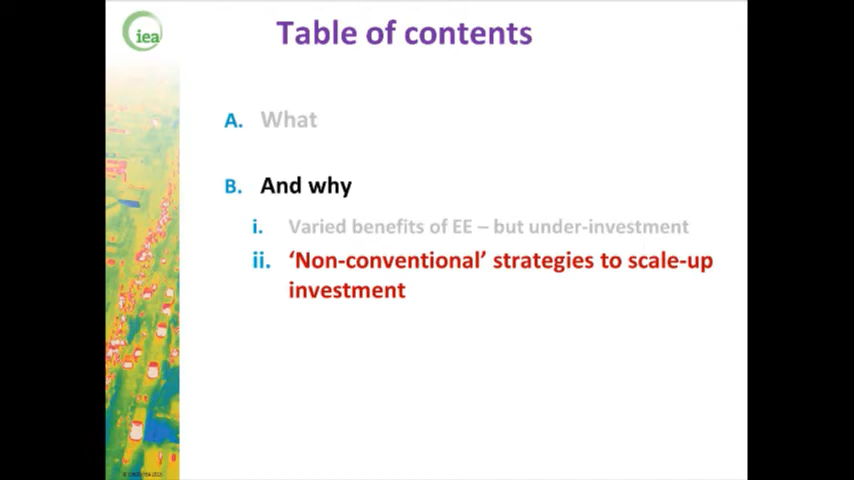 iea
Table of contents
A. What
B. And why
i. Varied benefits of EE – but under-investment
ii. ‘Non-conventional’ strategies to scale-up
investment